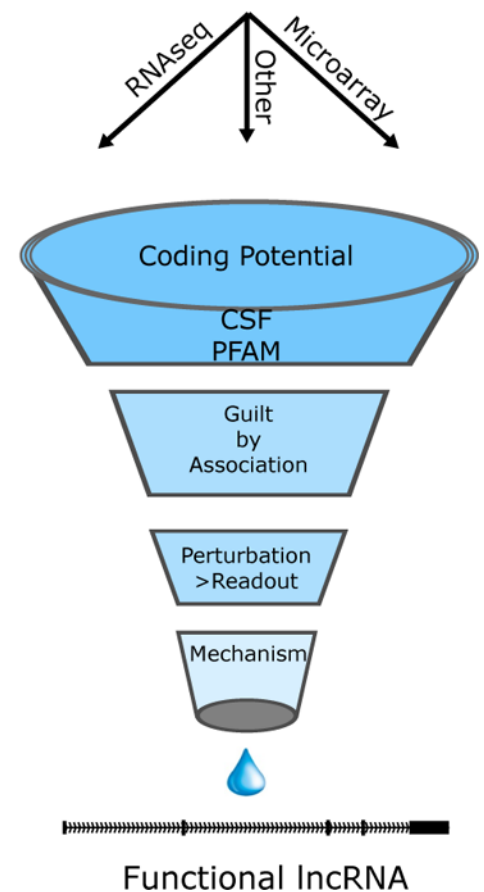 RNAseq
Other
Microarray
Coding Potential
CSF
PFAM
Guilt
by
Association
Perturbation
>Readout
Mechanism
Functional lncRNA